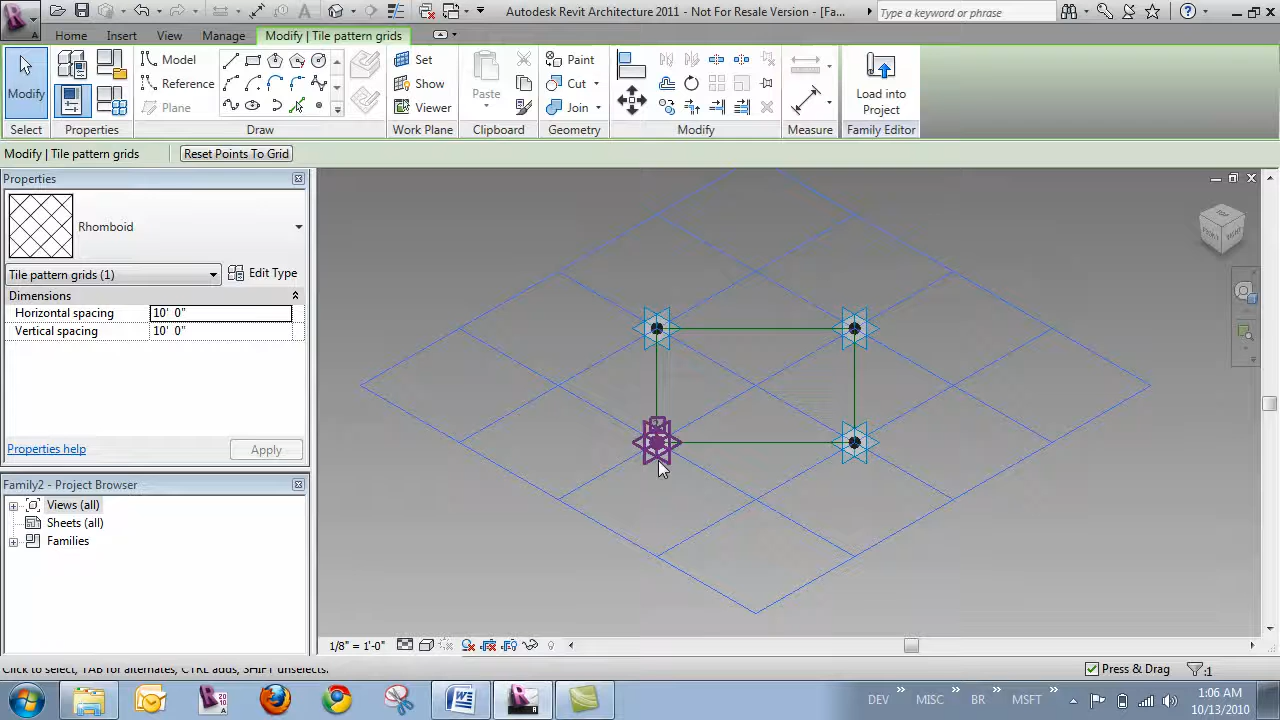 Autodesk Revit Architecture 2011 - Not For Resale Version - [Fa...
Type a keyword or phrase
Home Insert View Manage Modify | Tile pattern grids
Modify
Model
Reference
Plane
Set
Show
Viewer
Paste
Paint
Cut
Join
Load into
Project
Select Properties Draw Work Plane Clipboard Geometry Modify Measure Family Editor
Modify | Tile pattern grids Reset Points To Grid
Properties
Rhomboid
Tile pattern grids (1) Edit Type
Dimensions
Horizontal spacing 10' 0"
Vertical spacing 10' 0"
Properties help Apply
Family2 - Project Browser
Views (all)
Sheets (all)
Families
1/8" = 1'-0"
Click to select, TAB for alternates, CTRL adds, SHIFT unselects.
Press & Drag :1
DEV MISC BR MSFT
1:06 AM
10/13/2010